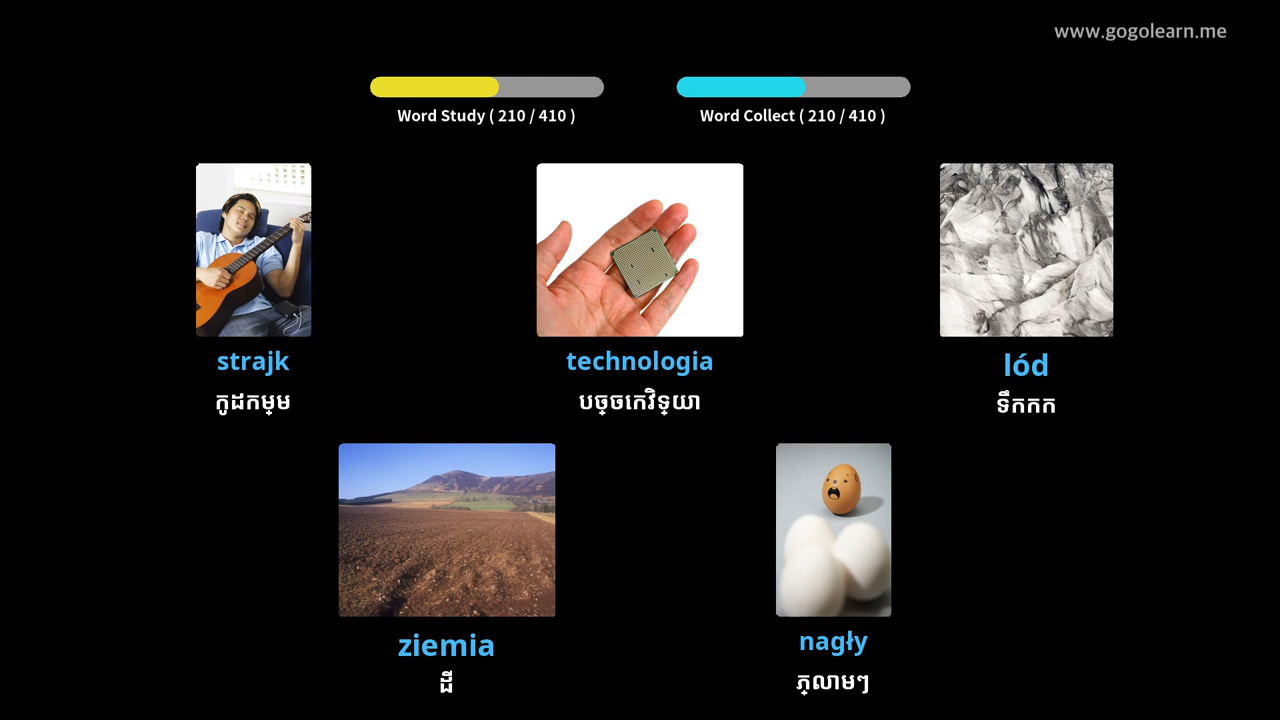 www.gogolearn.me
Word Study ( 210 / 410 )
Word Collect ( 210 / 410 )
strajk
technologia
lód
កូដកម្ម
បច្ចេកវិទ្យា
ទឹកកក
ziemia
nagły
ដី
ភ្លាមៗ